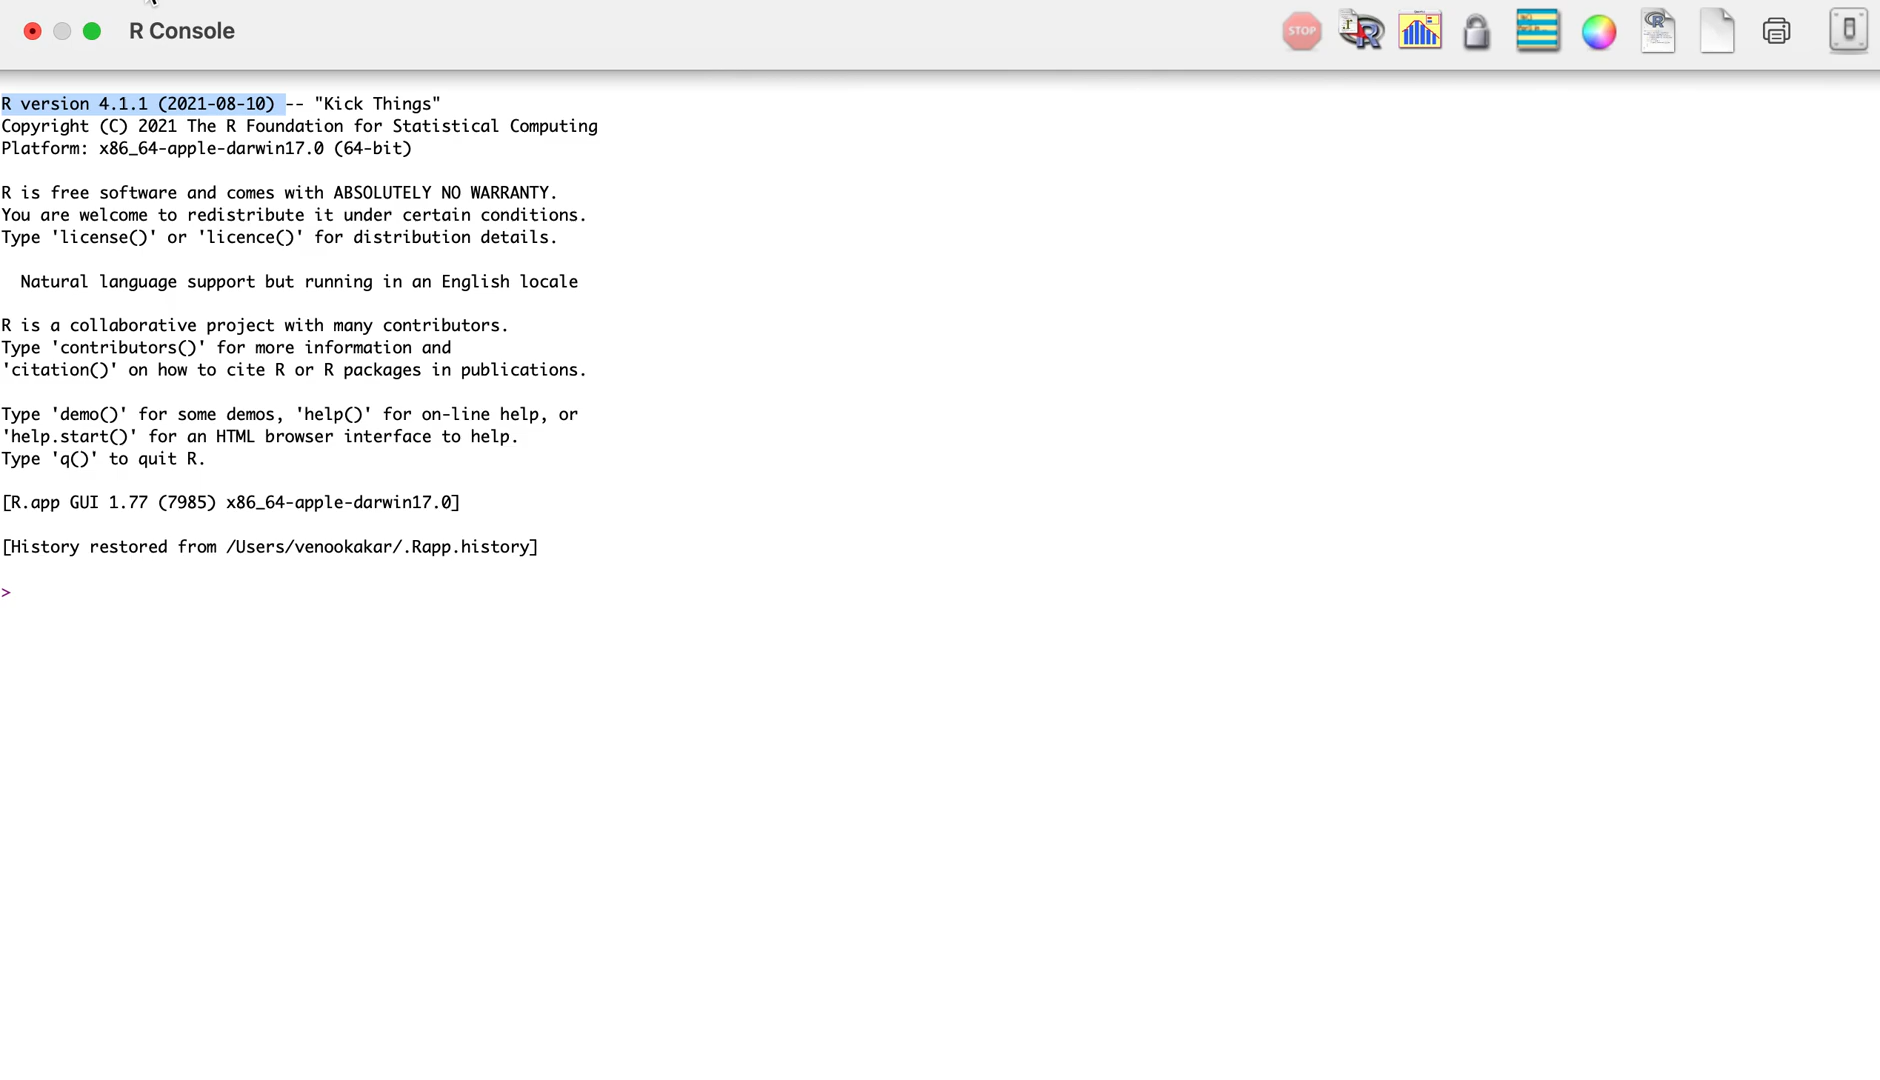 R Console
STOP
R version 4.1.1 (2021-08-10) -- "Kick Things"
Copyright (C) 2021 The R Foundation for Statistical Computing
Platform: x86_64-apple-darwin17.0 (64-bit)
R is free software and comes with ABSOLUTELY NO WARRANTY.
You are welcome to redistribute it under certain conditions.
Type 'license()' or 'licence()' for distribution details.
Natural language support but running in an English locale
R is a collaborative project with many contributors.
Type 'contributors()' for more information and
'citation()' on how to cite R or R packages in publications.
Type 'demo()' for some demos, 'help()' for on-line help, or
'help.start()' for an HTML browser interface to help.
Type 'q()' to quit R.
[R.app GUI 1.77 (7985) x86_64-apple-darwin17.0]
[History restored from /Users/venookakar/.Rapp.history]
>